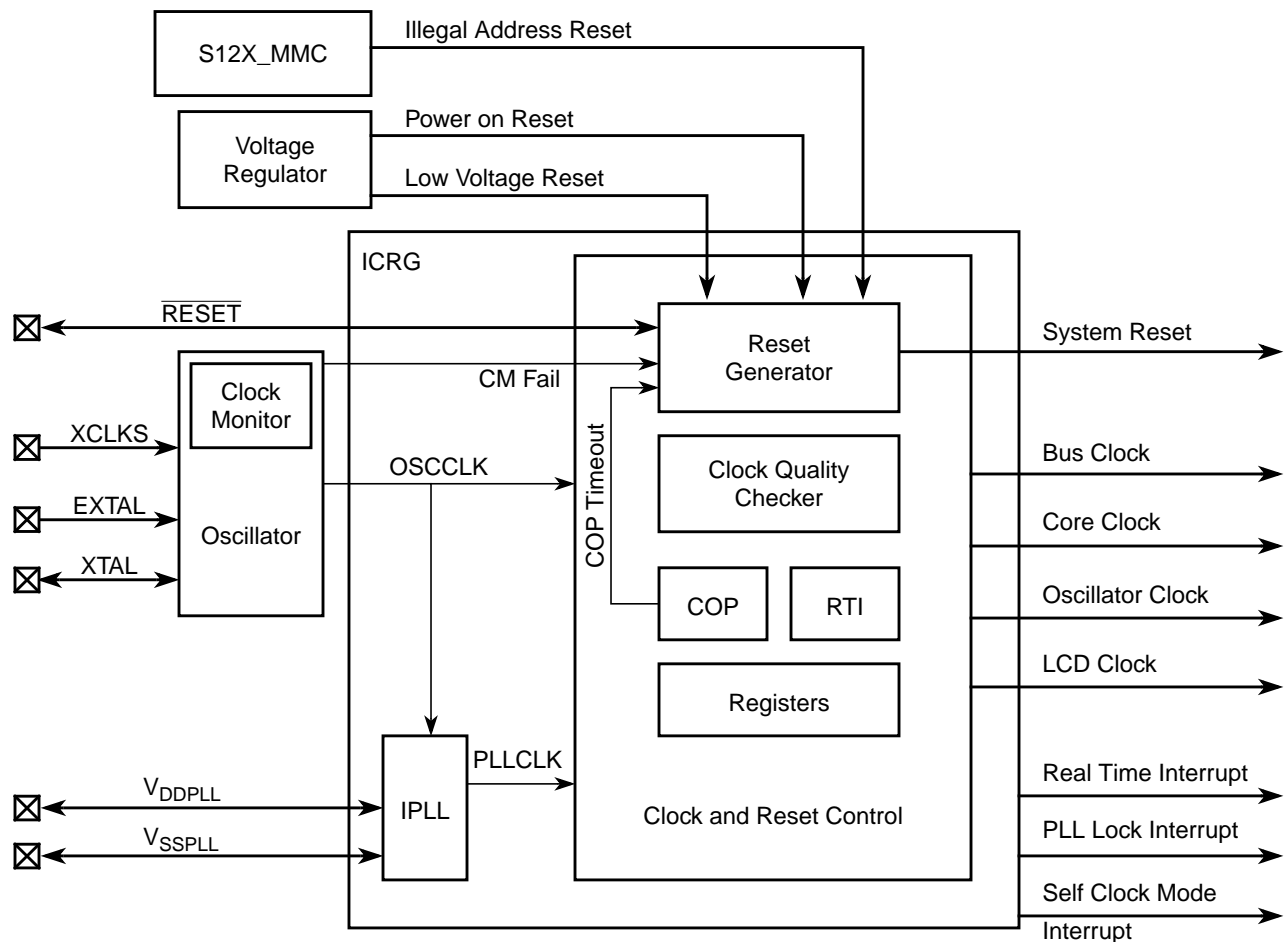 S12X_MMC
Illegal Address Reset
Voltage
Regulator
Power on Reset
Low Voltage Reset
ICRG
RESET
Reset
Generator
System Reset
CM Fail
Clock
Monitor
XCLKS
OSCCLK
COP Timeout
Clock Quality
Checker
Bus Clock
EXTAL
Oscillator
Core Clock
XTAL
COP
RTI
Oscillator Clock
LCD Clock
Registers
PLLCLK
Real Time Interrupt
VDDPLL
IPLL
Clock and Reset Control
PLL Lock Interrupt
VSSPLL
Self Clock Mode
Interrupt